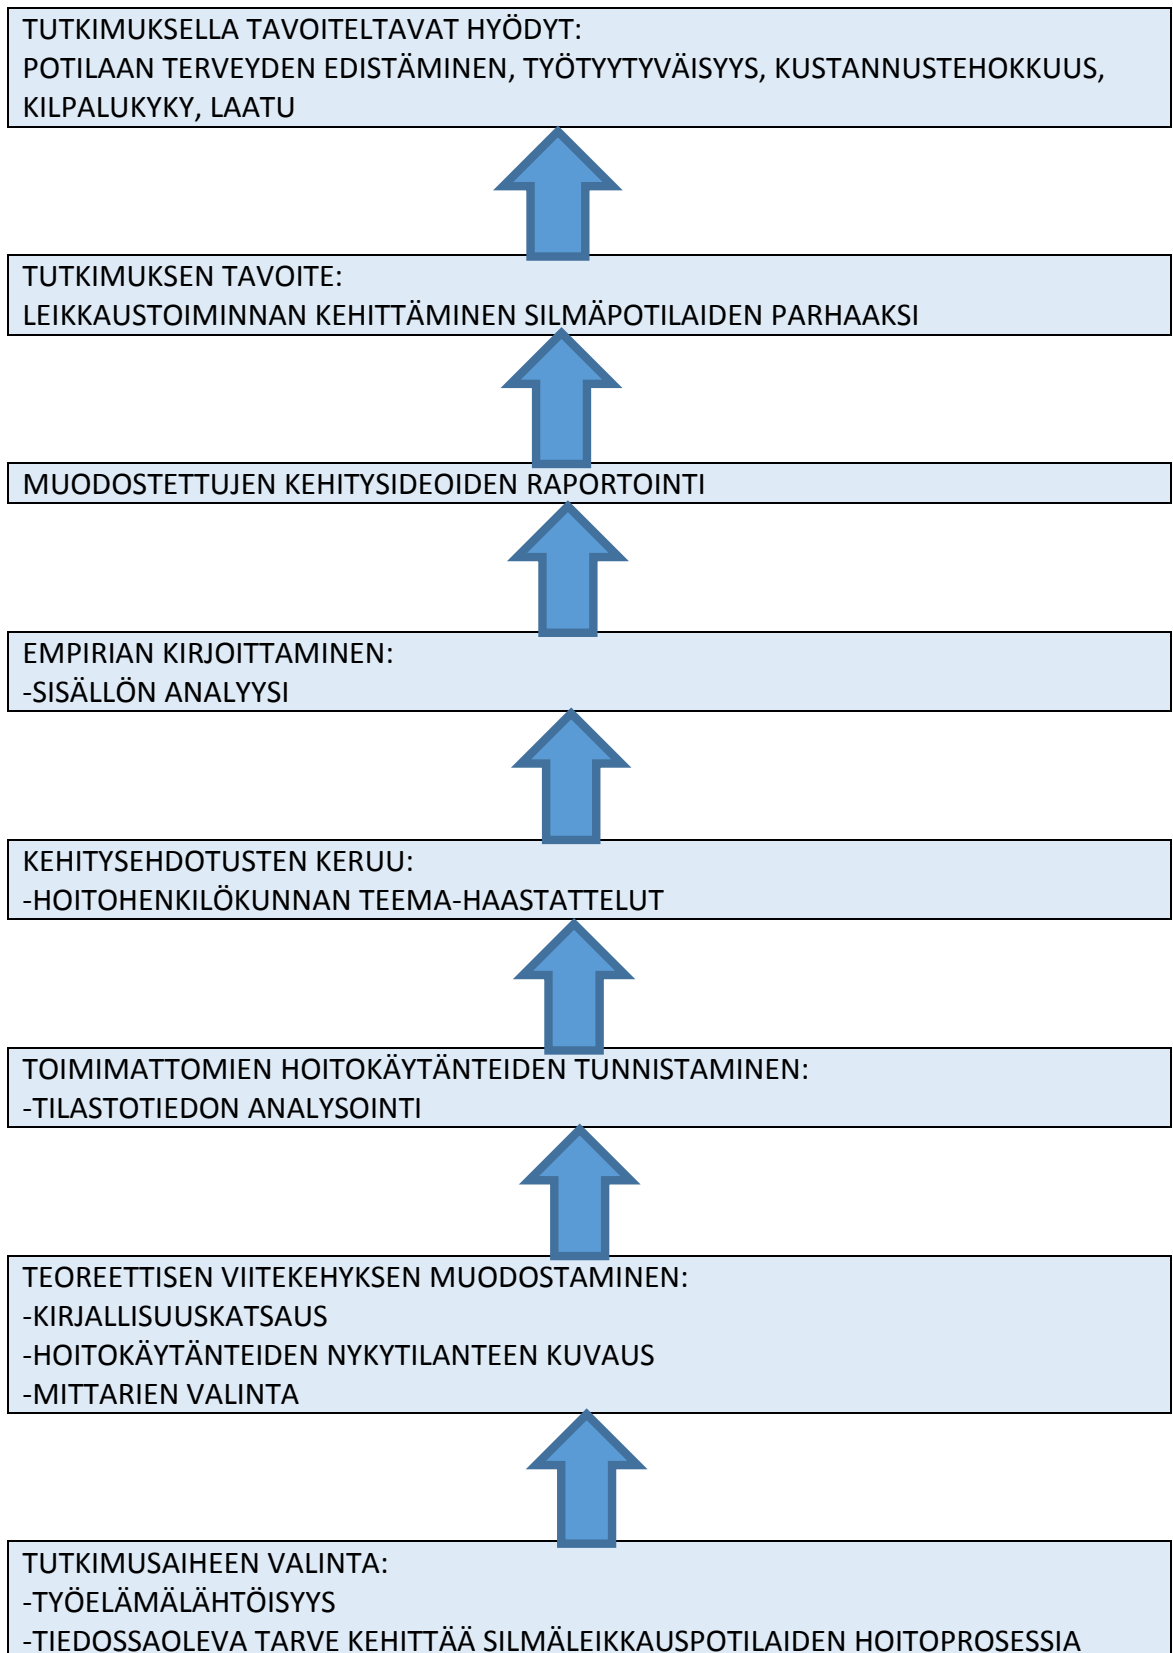 TUTKIMUKSELLA TAVOITELTAVAT HYÖDYT:
POTILAAN TERVEYDEN EDISTÄMINEN, TYÖTYYTYVÄISYYS, KUSTANNUSTEHOKKUUS,
KILPALUKYKY, LAATU
TUTKIMUKSEN TAVOITE:
LEIKKAUSTOIMINNAN KEHITTÄMINEN SILMÄPOTILAIDEN PARHAAKSI
MUODOSTETTUJEN KEHITYSIDEOIDEN RAPORTOINTI
EMPIRIAN KIRJOITTAMINEN:
-SISÄLLÖN ANALYYSI
KEHITYSEHDOTUSTEN KERUU:
-HOITOHENKILÖKUNNAN TEEMA-HAASTATTELUT
TOIMIMATTOMIEN HOITOKÄYTÄNTEIDEN TUNNISTAMINEN:
-TILASTOTIEDON ANALYSOINTI
TEOREETTISEN VIITEKEHYKSEN MUODOSTAMINEN:
-KIRJALLISUUSKATSAUS
-HOITOKÄYTÄNTEIDEN NYKYTILANTEEN KUVAUS
-MITTARIEN VALINTA
TUTKIMUSAIHEEN VALINTA:
-TYÖELÄMÄLÄHTÖISYYS
-TIEDOSSAOLEVA TARVE KEHITTÄÄ SILMÄLEIKKAUSPOTILAIDEN HOITOPROSESSIA